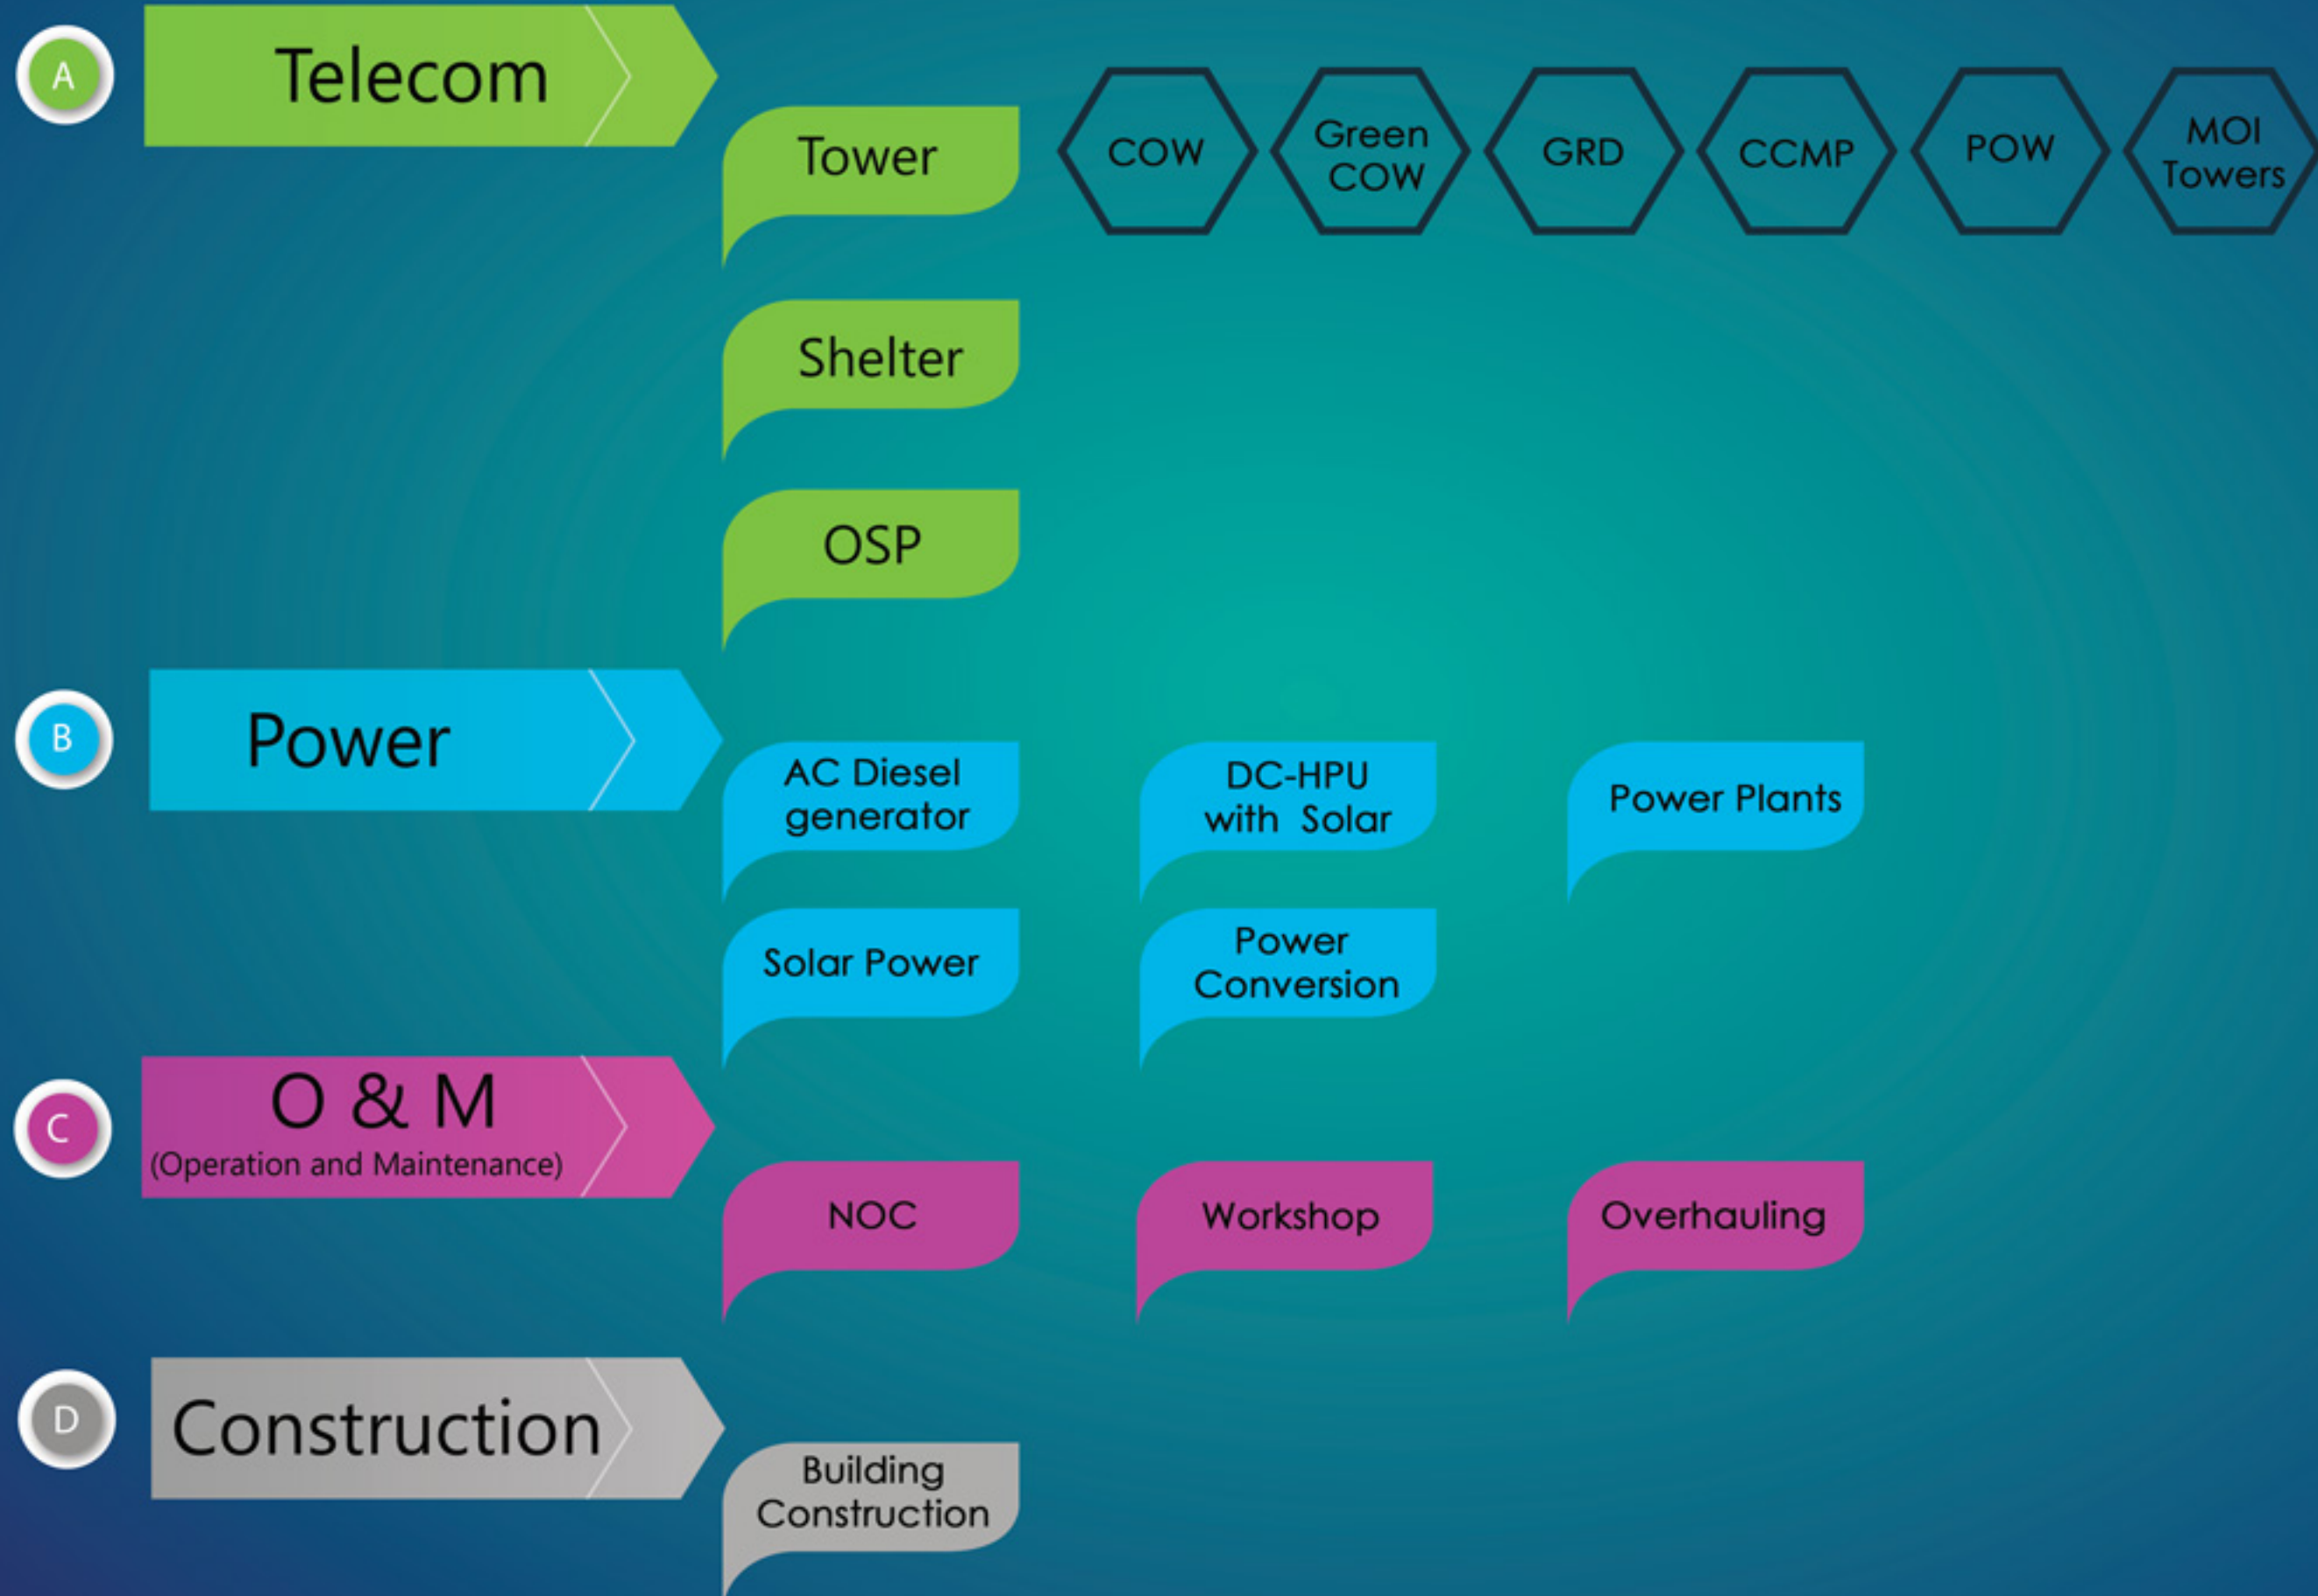 A
Telecom
Tower
COW
Green
COW
GRD
CCMP
POW
MOI
Towers
Shelter
OSP
B
Power
AC Diesel
generator
DC-HPU
with Solar
Power Plants
Solar Power
Power
Conversion
C
O & M
(Operation and Maintenance)
NOC
Workshop
Overhauling
D
Construction
Building
Construction